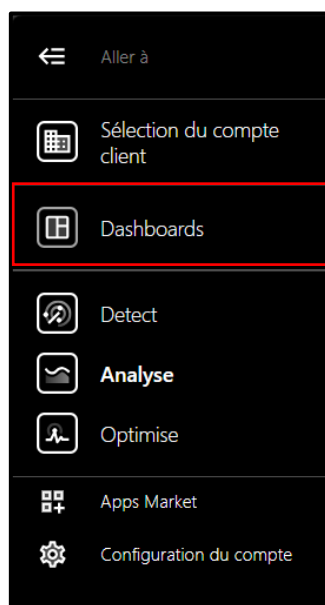 Aller à
Sélection du compte
client
Dashboards
Detect
Analyse
Optimise
Apps Market
Configuration du compte